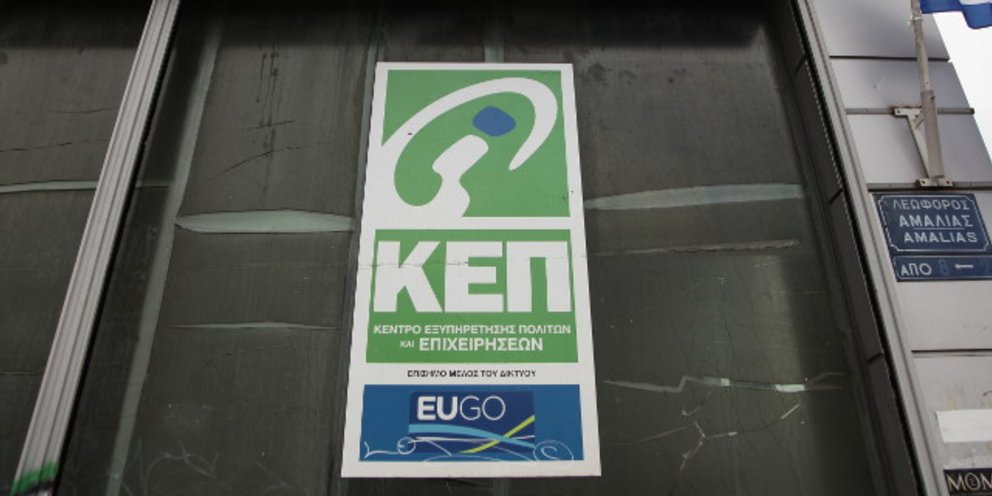 ΚΕΠ
ΚΕΝΤΡΟ ΕΞΥΠΗΡΕΤΗΣΗΣ ΠΟΛΙΤΩΝ
ΚΑΙ ΕΠΙΧΕΙΡΗΣΕΩΝ
ΕΠΙΣΗΜΟ ΜΕΛΟΣ ΤΟΥ ΔΙΚΤΥΟΥ
EUGO
ΛΕΩΦΟΡΟΣ
ΑΜΑΛΙΑΣ
AMALIAS
ΑΠΟ 8 ←
ΜΟΝ